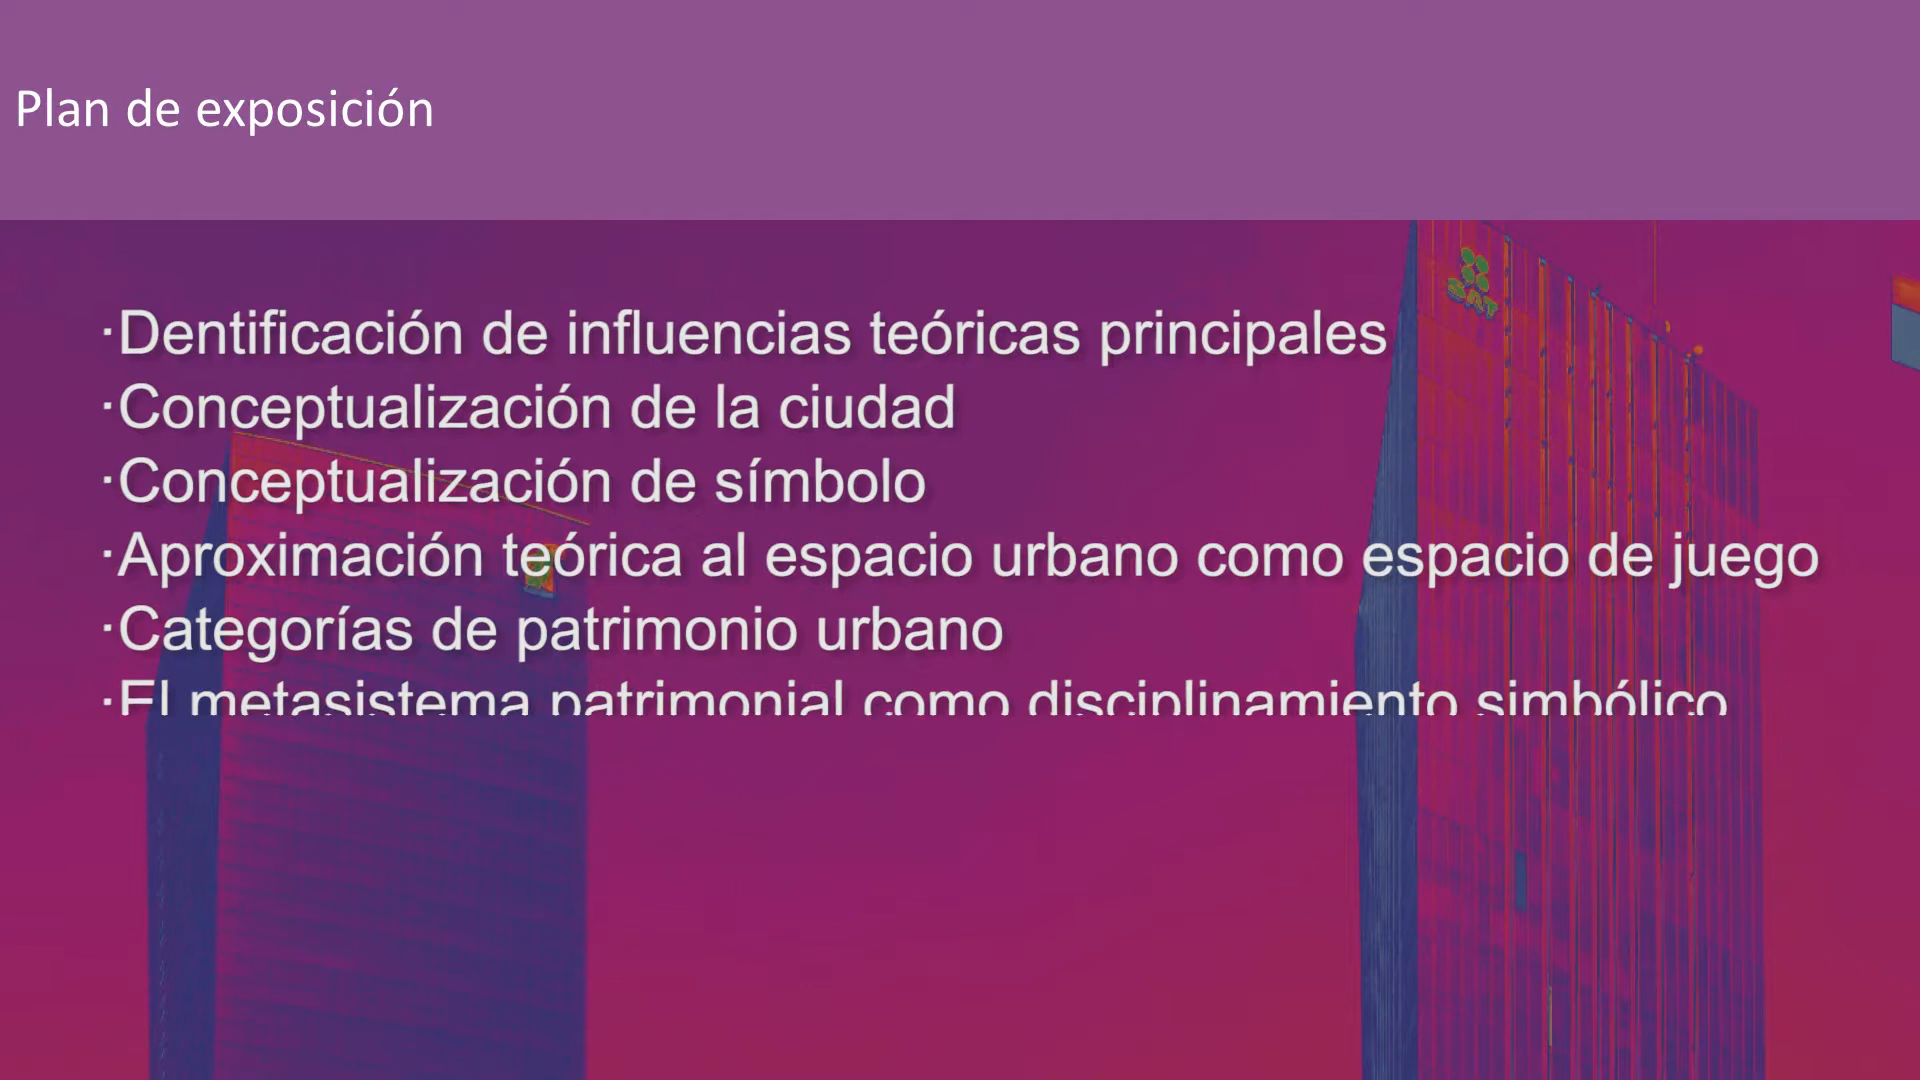 Plan de exposición
·Dentificación de influencias teóricas principales
·Conceptualización de la ciudad
·Conceptualización de símbolo
·Aproximación teórica al espacio urbano como espacio de juego
·Categorías de patrimonio urbano
·El metasistema patrimonial como disciplinamiento simbólico